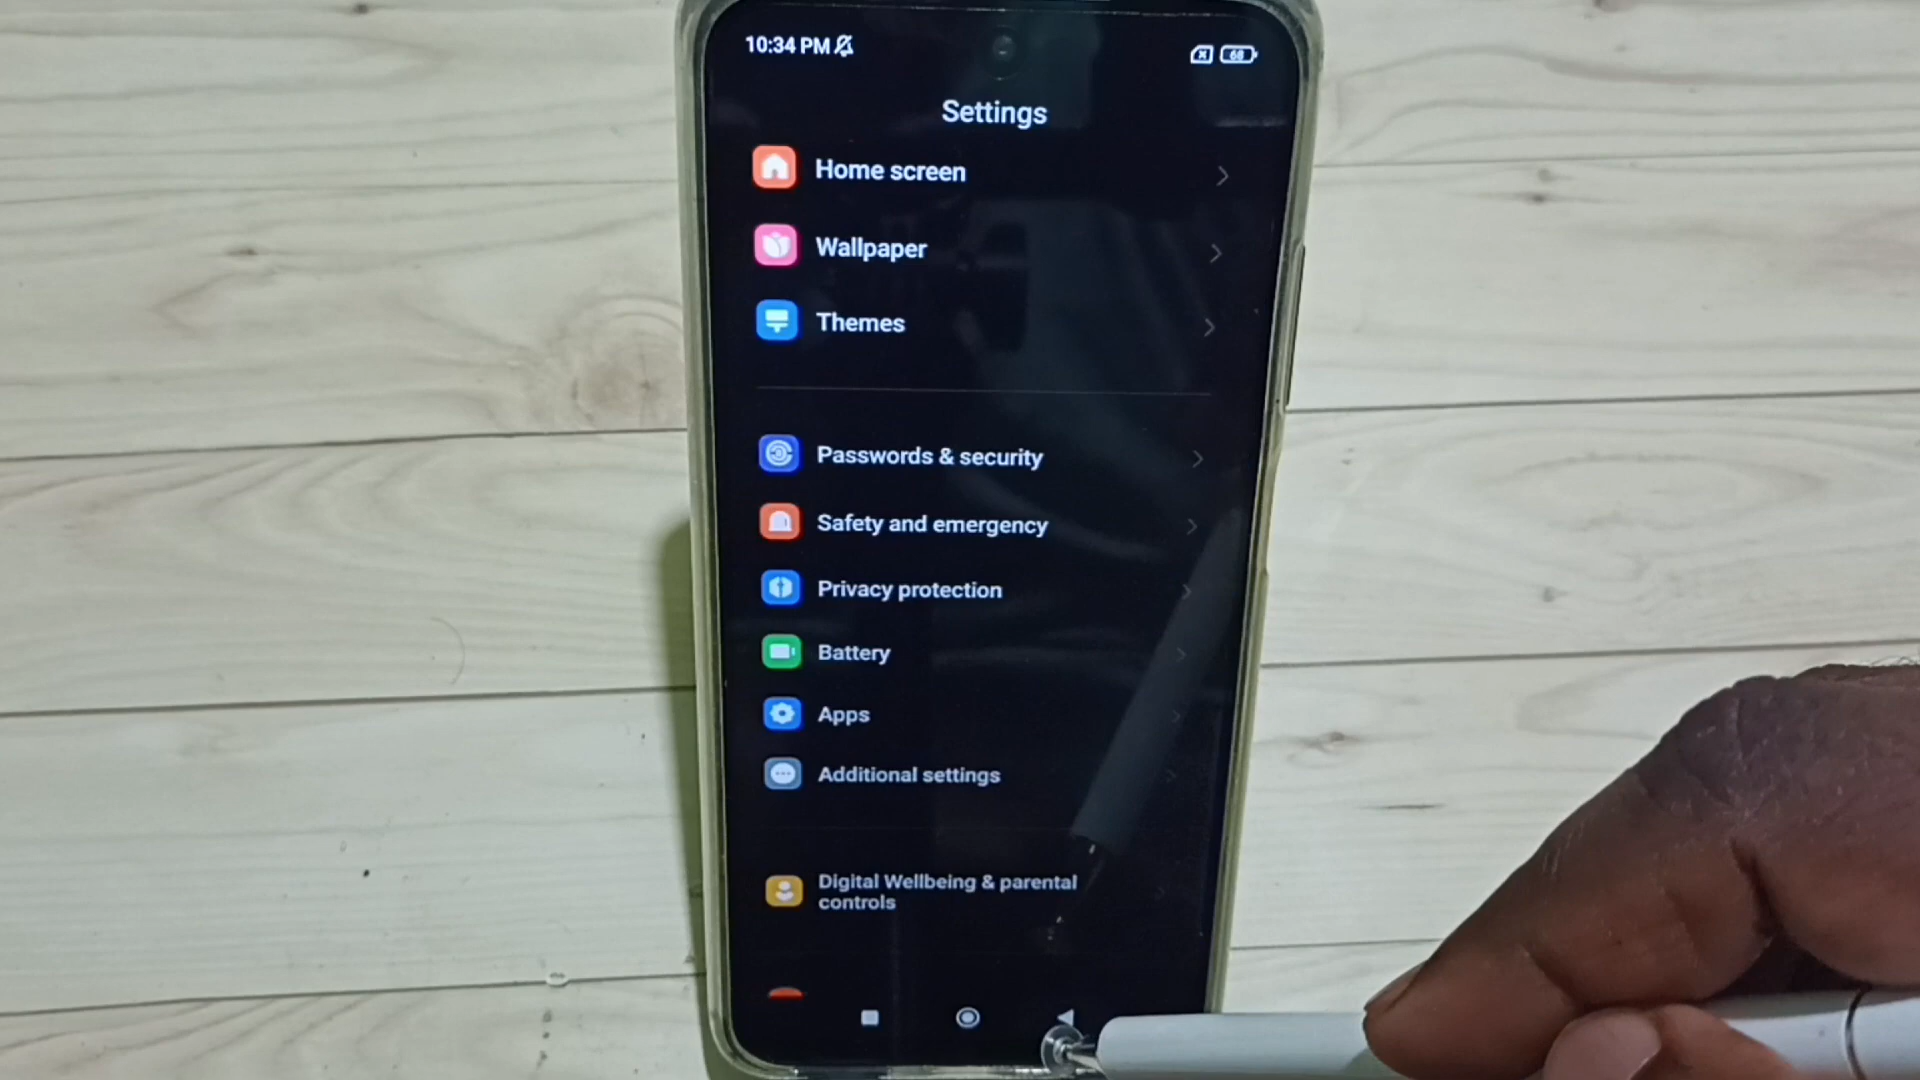 10:34 PM
68
Settings
Home screen
Wallpaper
Themes
Passwords & security
Safety and emergency
Privacy protection
Battery
Apps
Additional settings
Digital Wellbeing & parental
controls